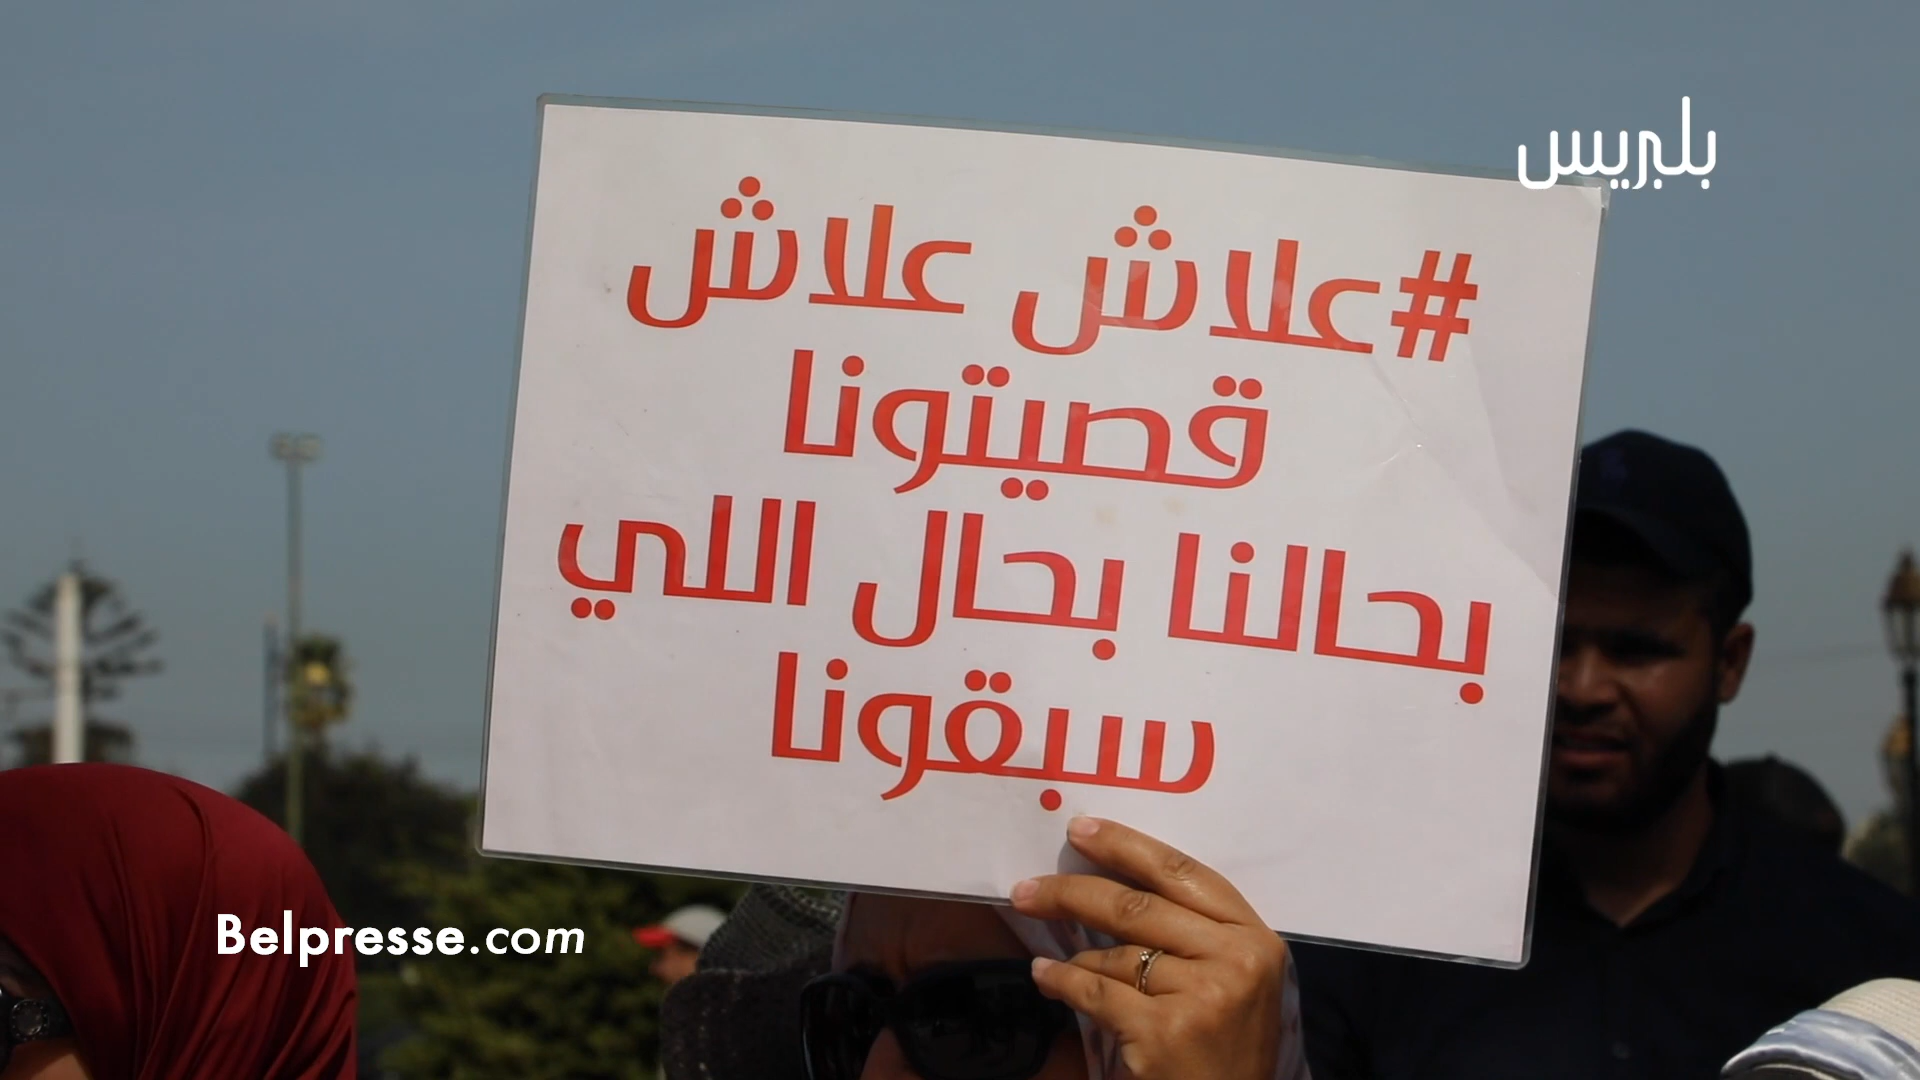 بلبريس
#علاش علاش
قصيتونا
بحالنا بحال اللي
سبقونا
Belpresse.com